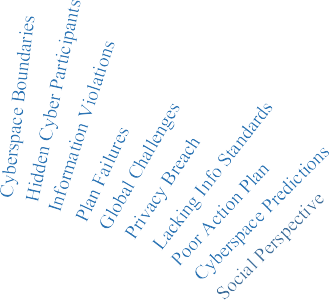 Cyberspace Boundaries
Hidden Cyber Participants
Information Violations
Plan Failures
Global Challenges
Privacy Breach
Lacking Info Standards
Poor Action Plan
Cyberspace Predictions
Social Perspective